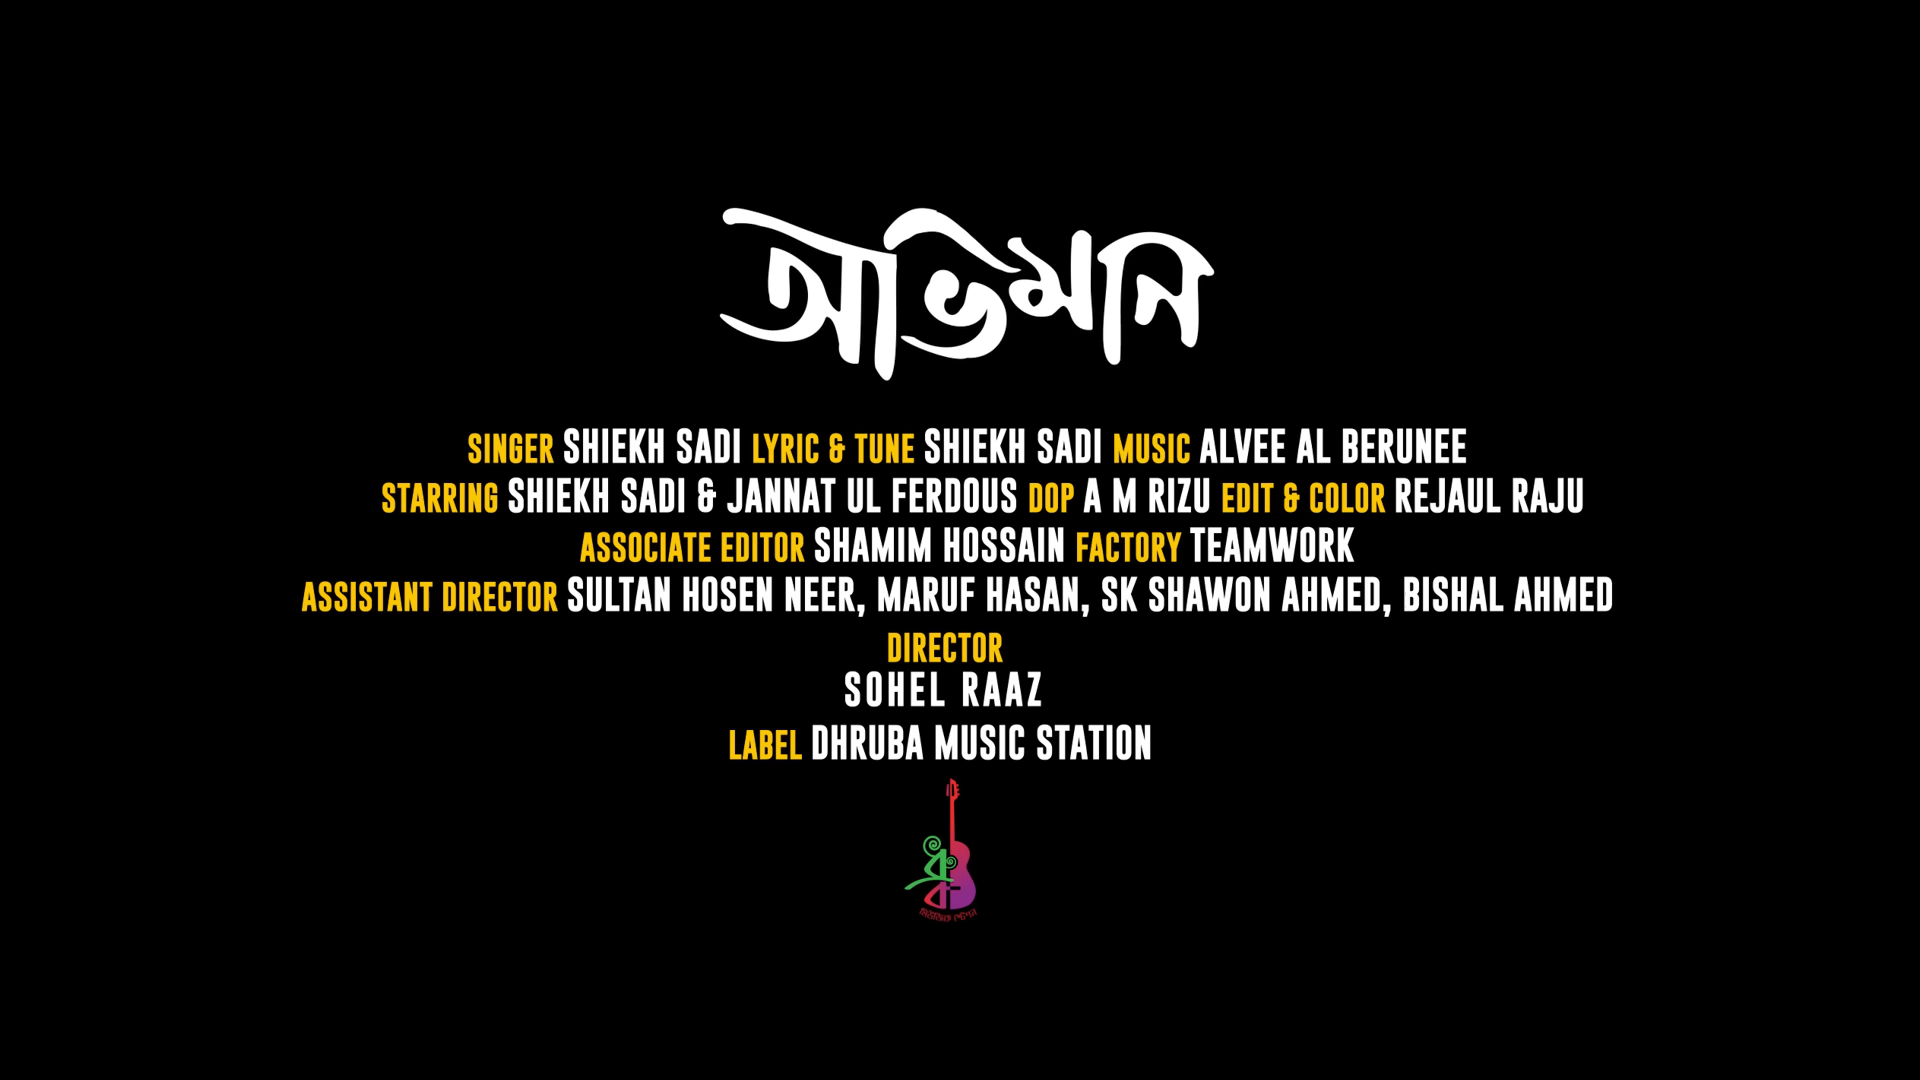 অভিমনি
SINGER SHIEKH SADI LYRIC & TUNE SHIEKH SADI MUSIC ALVEE AL BERUNEE
STARRING SHIEKH SADI & JANNAT UL FERDOUS DOP A M RIZU EDIT & COLOR REJAUL RAJU
ASSOCIATE EDITOR SHAMIM HOSSAIN FACTORY TEAMWORK
ASSISTANT DIRECTOR SULTAN HOSEN NEER, MARUF HASAN, SK SHAWON AHMED, BISHAL AHMED
DIRECTOR
SOHEL RAAZ
LABEL DHRUBA MUSIC STATION